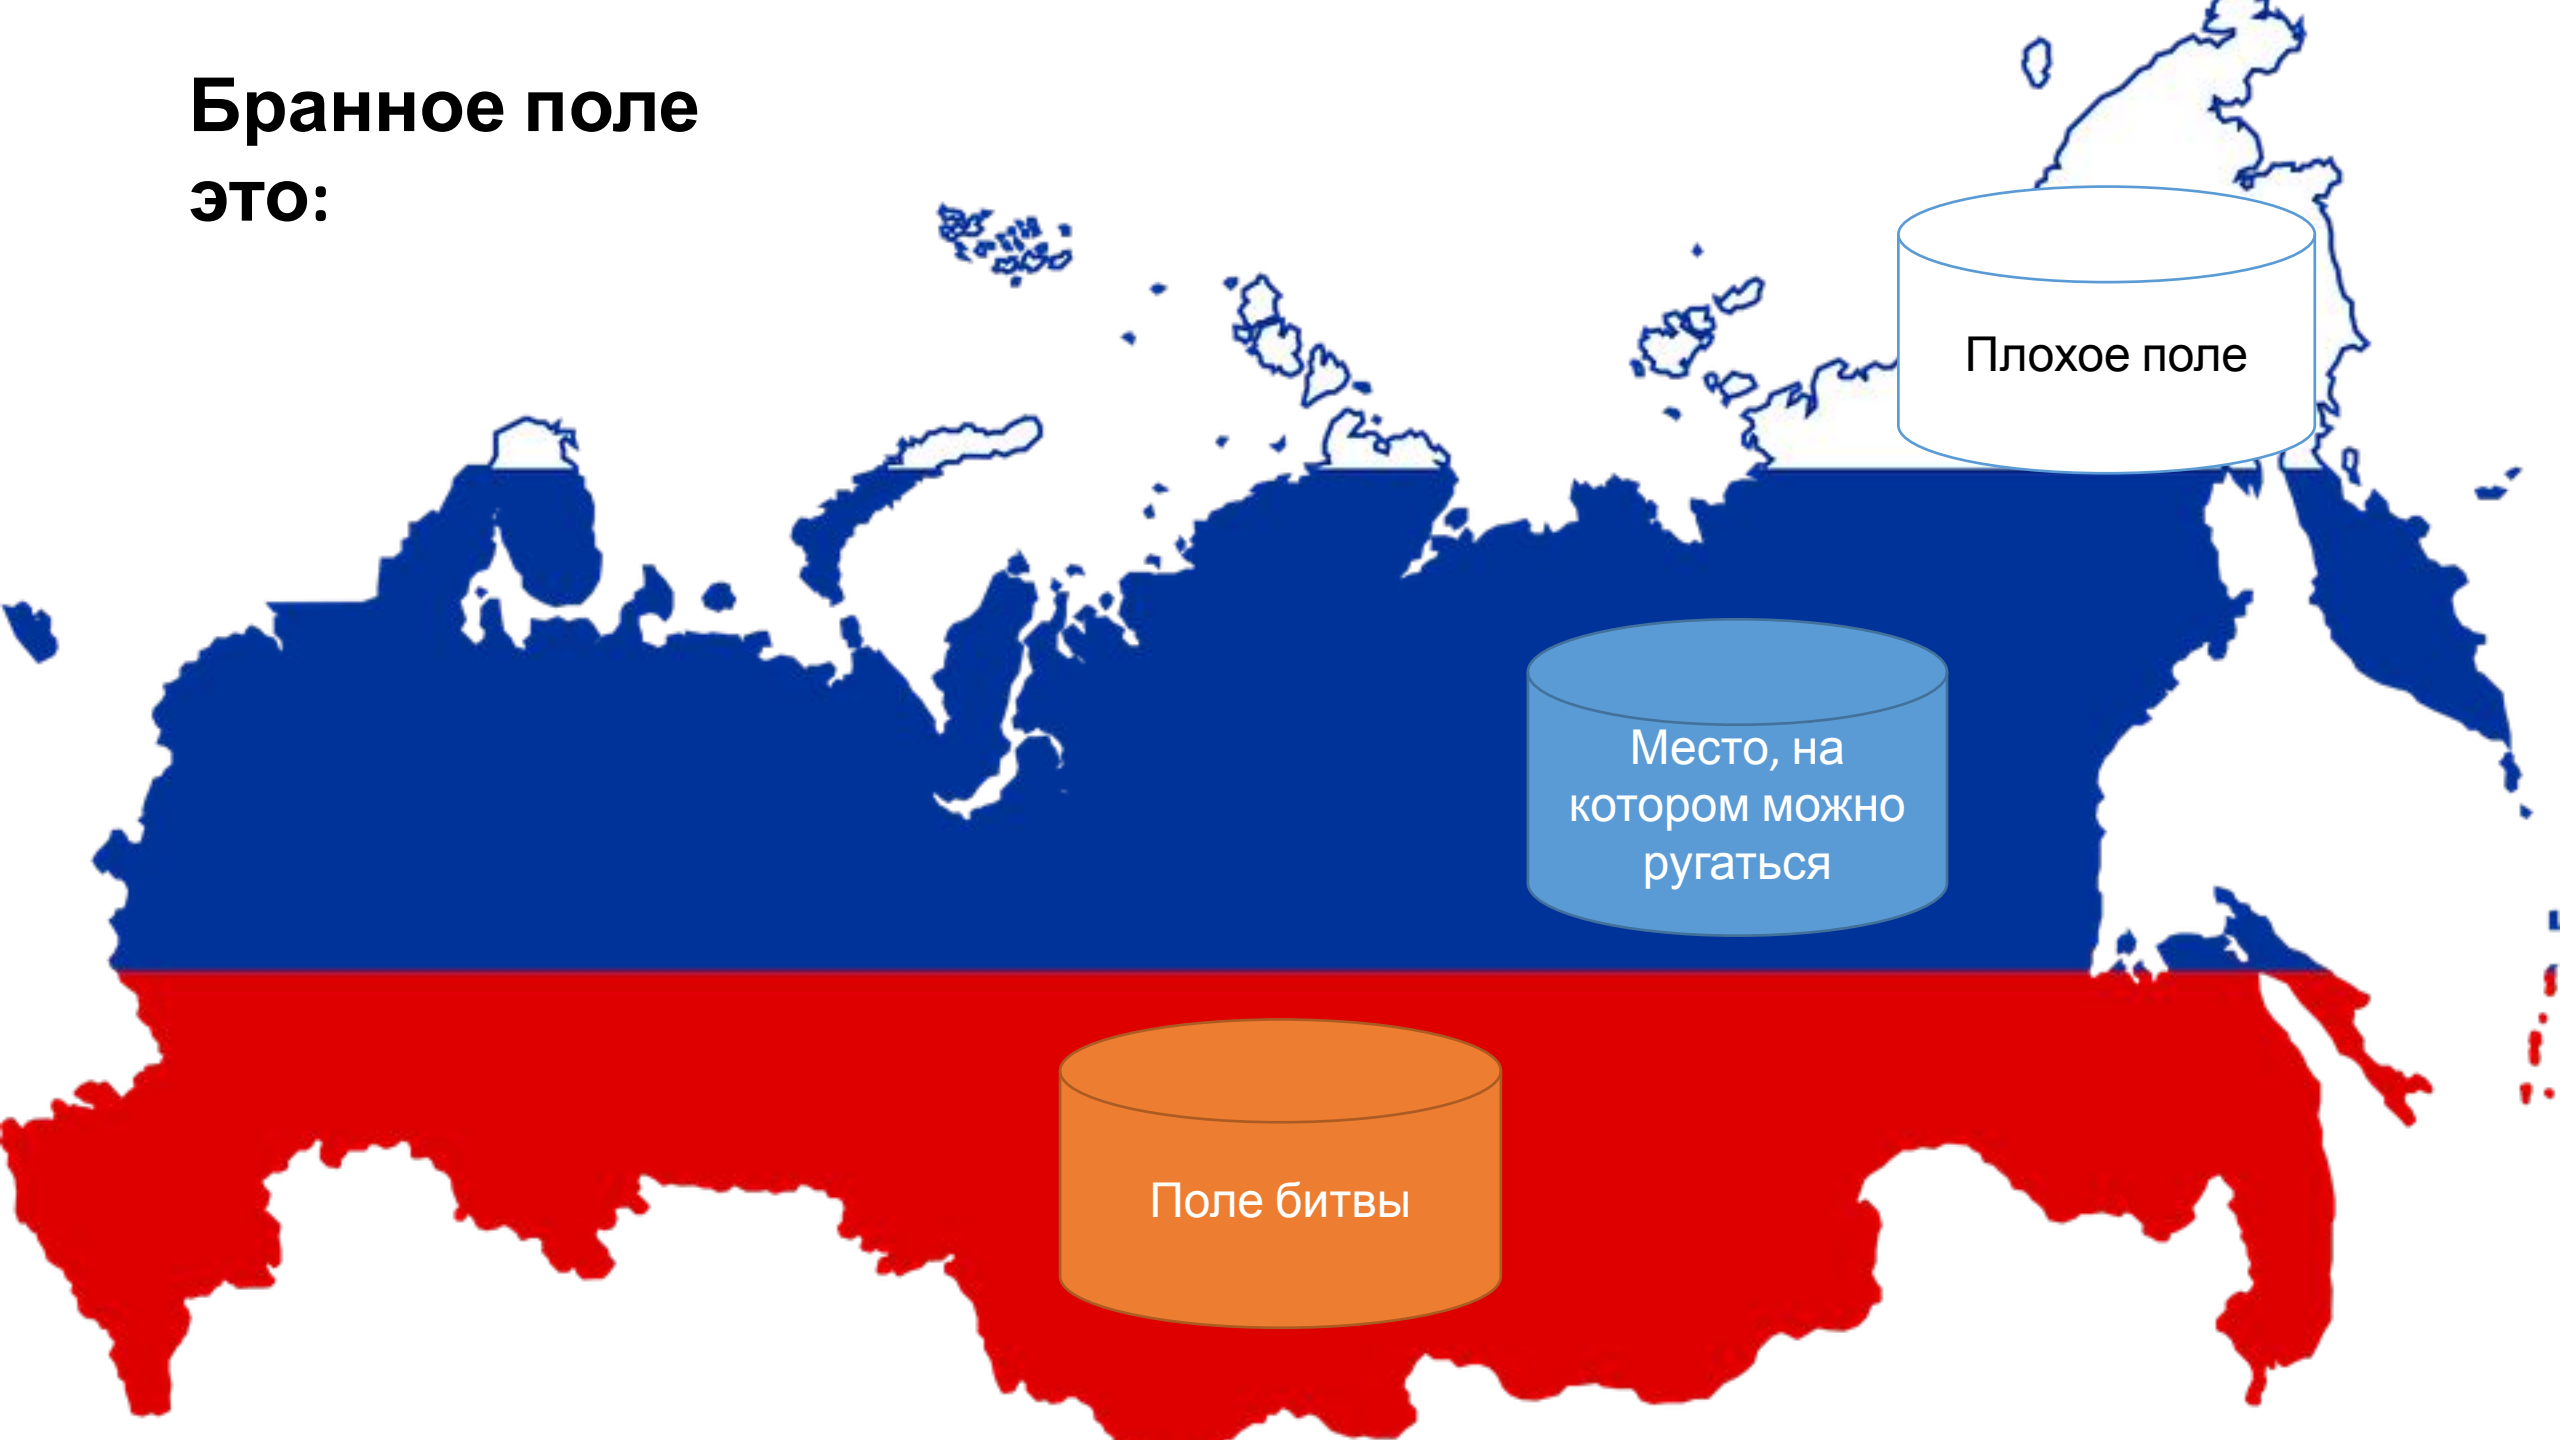 Бранное поле
это:
Плохое поле
Место, на
котором можно
ругаться
Поле битвы